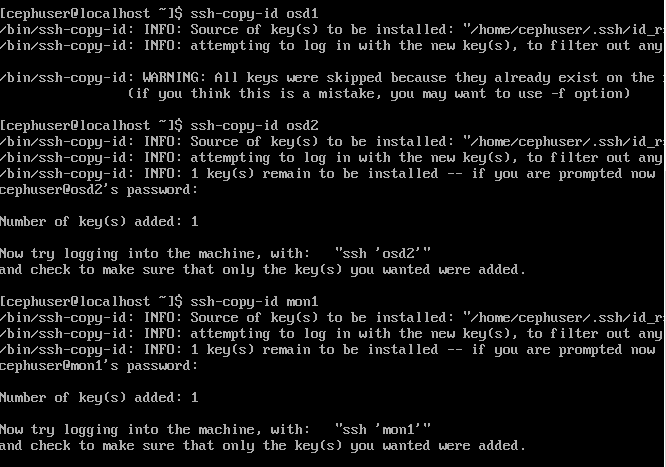 [cephuser@localhost ~]$ ssh-copy-id osd1
/bin/ssh-copy-id: INFO: Source of key(s) to be installed: "/home/cephuser/.ssh/id_rs
/bin/ssh-copy-id: INFO: attempting to log in with the new key(s), to filter out any
/bin/ssh-copy-id: WARNING: All keys were skipped because they already exist on the
(if you think this is a mistake, you may want to use -f option)
[cephuser@localhost ~]$ ssh-copy-id osd2
/bin/ssh-copy-id: INFO: Source of key(s) to be installed: "/home/cephuser/.ssh/id_rs
/bin/ssh-copy-id: INFO: attempting to log in with the new key(s), to filter out any
/bin/ssh-copy-id: INFO: 1 key(s) remain to be installed -- if you are prompted now
cephuser@osd2's password:
Number of key(s) added: 1
Now try logging into the machine, with:   "ssh 'osd2'"
and check to make sure that only the key(s) you wanted were added.
[cephuser@localhost ~]$ ssh-copy-id mon1
/bin/ssh-copy-id: INFO: Source of key(s) to be installed: "/home/cephuser/.ssh/id_rs
/bin/ssh-copy-id: INFO: attempting to log in with the new key(s), to filter out any
/bin/ssh-copy-id: INFO: 1 key(s) remain to be installed -- if you are prompted now
cephuser@mon1's password:
Number of key(s) added: 1
Now try logging into the machine, with:   "ssh 'mon1'"
and check to make sure that only the key(s) you wanted were added.